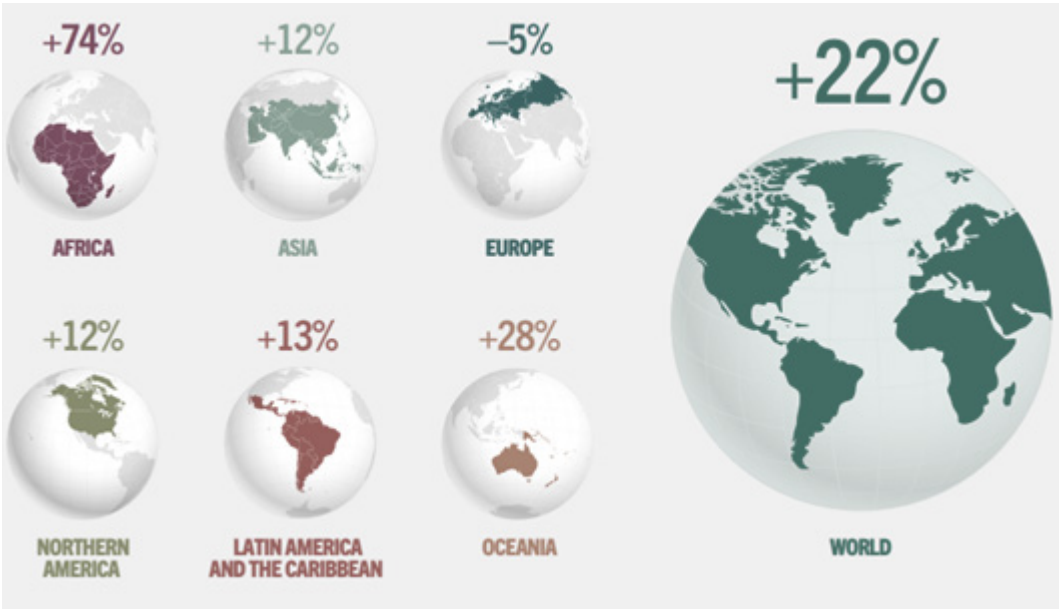 +74%
AFRICA
+12%
ASIA
–5%
EUROPE
+12%
NORTHERN
AMERICA
+13%
LATIN AMERICA
AND THE CARIBBEAN
+28%
OCEANIA
+22%
WORLD